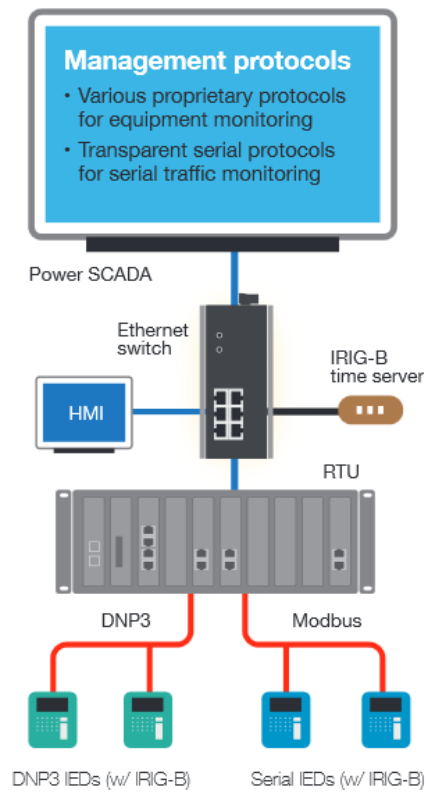 Management protocols
• Various proprietary protocols
for equipment monitoring
• Transparent serial protocols
for serial traffic monitoring
Power SCADA
Ethernet
switch
IRIG-B
time server
HMI
RTU
DNP3
Modbus
DNP3 IEDs (w/ IRIG-B)
Serial IEDs (w/ IRIG-B)